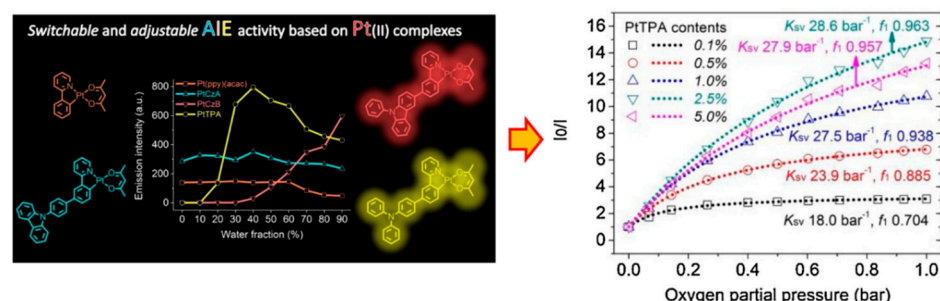 Switchable and adjustable AIE activity based on Pt(II) complexes
Pt(ppy)(acac)
PtCzA
PtCzB
PtTPA
Emission intensity (a.u.)
800
600
400
200
0
0 10 20 30 40 50 60 70 80 90
Water fraction (%)
N
Pt
O
O
N
Pt
O
O
N
N
Pt
O
O
N
N
Pt
O
O
N
I0/I
16
14
12
10
8
6
4
2
0
PtTPA contents
0.1%
0.5%
1.0%
2.5%
5.0%
KSV 28.6 bar-1, f1 0.963
KSV 27.9 bar-1, f1 0.957
KSV 27.5 bar-1, f1 0.938
KSV 23.9 bar-1, f1 0.885
KSV 18.0 bar-1, f1 0.704
0.0 0.2 0.4 0.6 0.8 1.0
Oxygen partial pressure (bar)